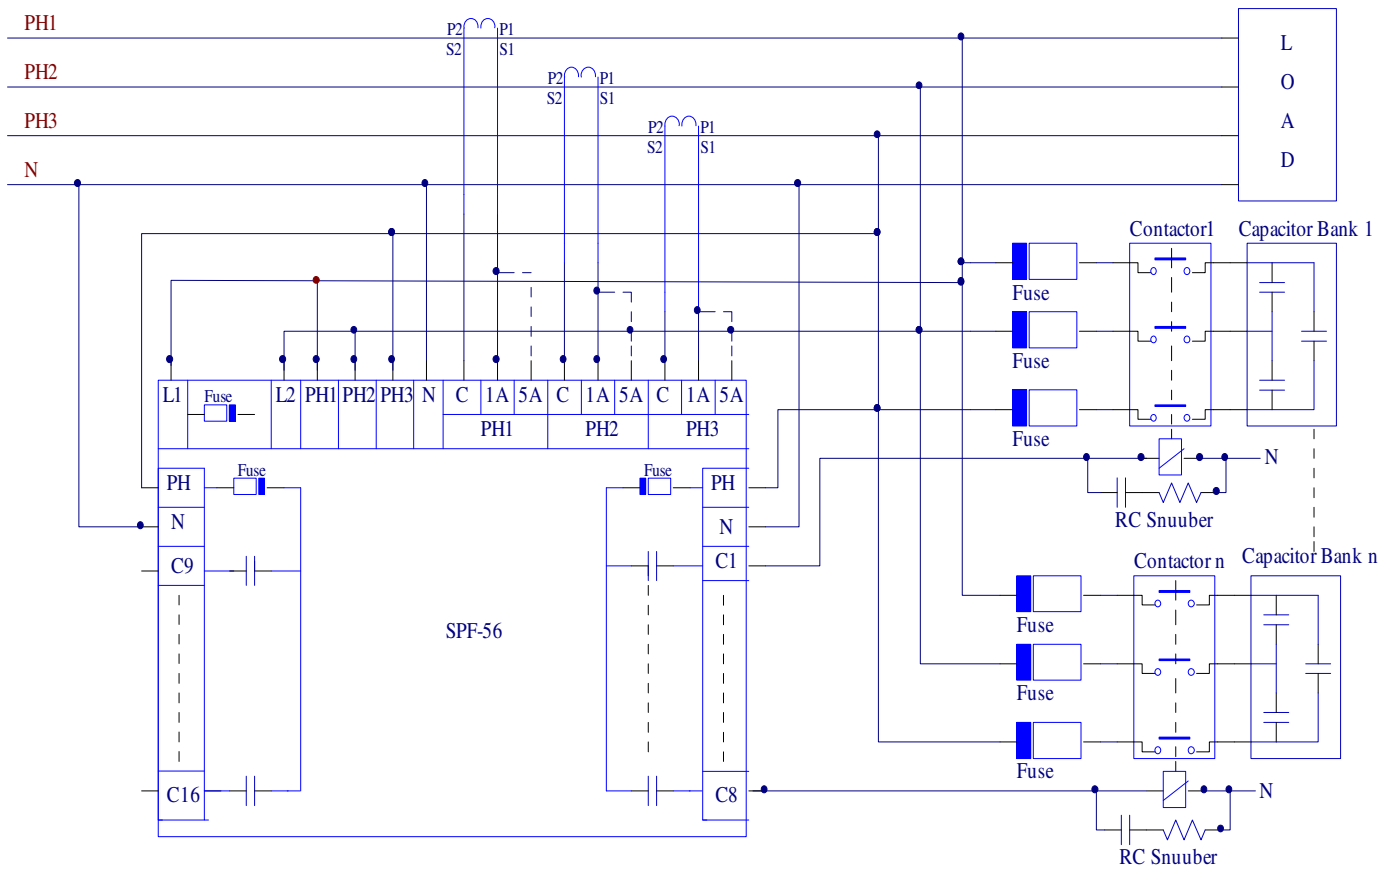 PH1
P2 P1
S2 S1
PH2
P2 P1
S2 S1
PH3
P2 P1
S2 S1
N
L
O
A
D
Contactor1
Capacitor Bank 1
Fuse
Fuse
Fuse
L1
Fuse
L2
PH1
PH2
PH3
N
C
1A
5A
C
1A
5A
C
1A
5A
PH1
PH2
PH3
N
RC Snuuber
PH
Fuse
Fuse
PH
N
N
C9
C1
SPF-56
C16
C8
Contactor n
Capacitor Bank n
Fuse
Fuse
Fuse
N
RC Snuuber